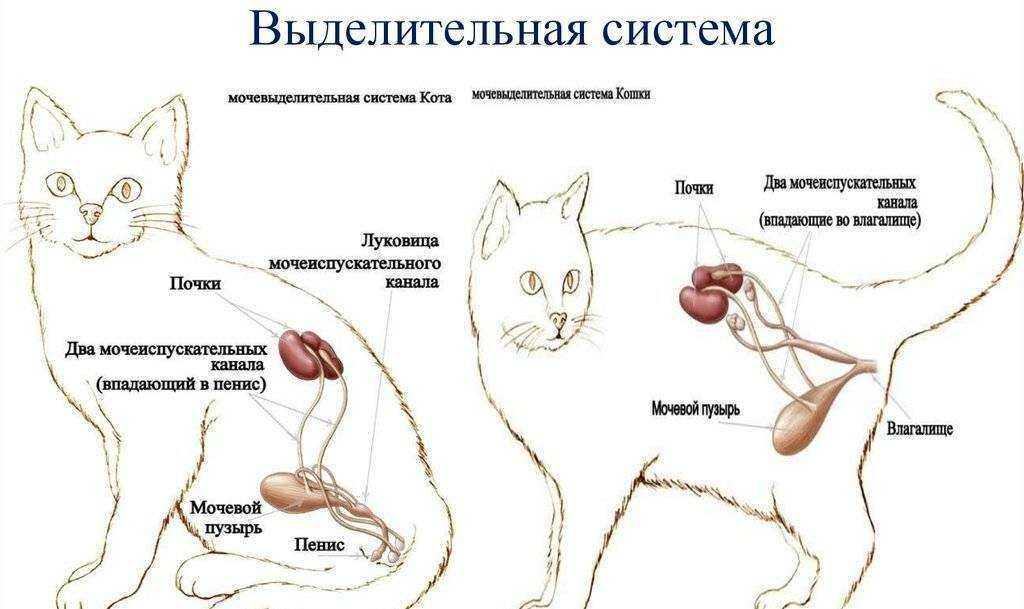 Выделительная система
мочевыделительная система Кота
мочевыделительная система Кошки
Луковица
мочеиспускательного
канала
Почки
Два мочеиспускательных
канала
(впадающий в пенис)
Мочевой
пузырь
Пенис
Почки
Два мочеиспускательных
канала
(впадающие во влагалище)
Мочевой пузырь
Влагалище